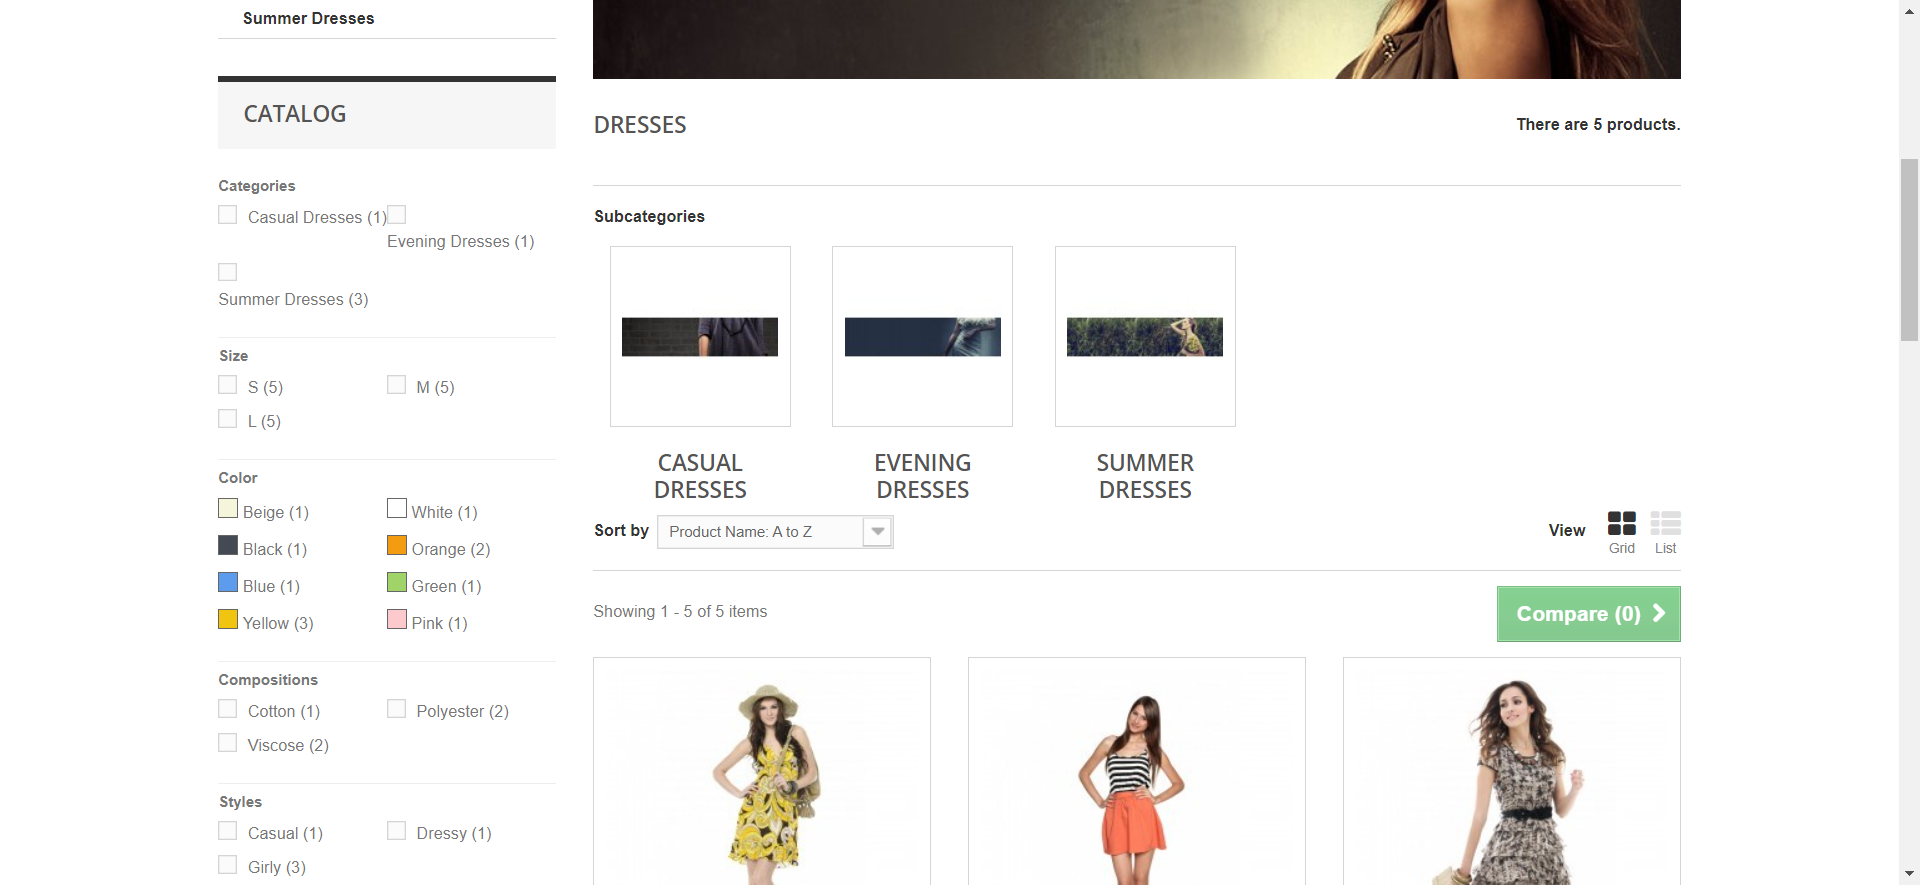 Summer Dresses
CATALOG
Categories
Casual Dresses (1)
Evening Dresses (1)
Summer Dresses (3)
Size
S (5)
M (5)
L (5)
Color
Beige (1)
White (1)
Black (1)
Orange (2)
Blue (1)
Green (1)
Yellow (3)
Pink (1)
Compositions
Cotton (1)
Polyester (2)
Viscose (2)
Styles
Casual (1)
Dressy (1)
Girly (3)
DRESSES
There are 5 products.
Subcategories
CASUAL
DRESSES
EVENING
DRESSES
SUMMER
DRESSES
Sort by
Product Name: A to Z
View
Grid
List
Showing 1 - 5 of 5 items
Compare (0)